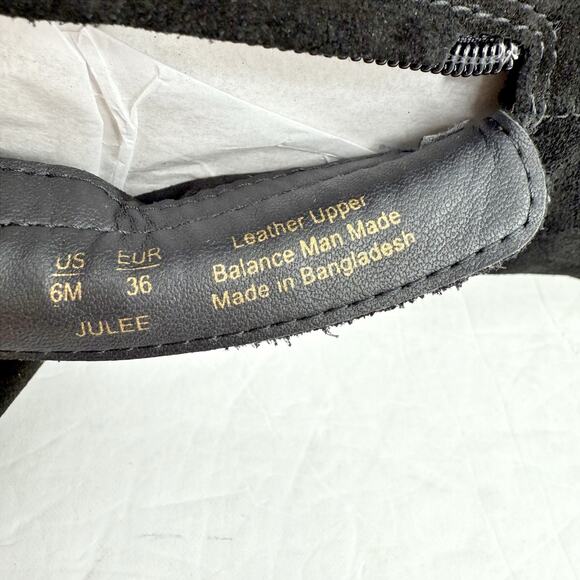 US EUR
6M 36
JULEE
Leather Upper
Balance Man Made
Made in Bangladesh